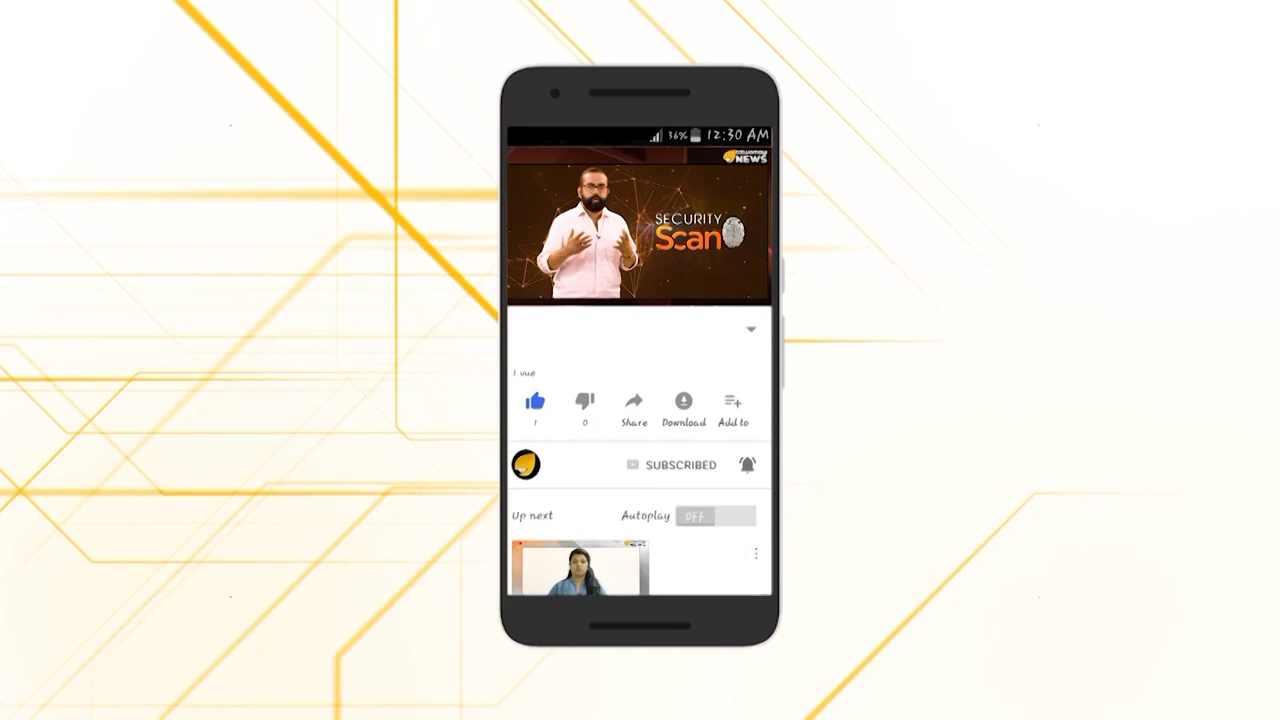 36% 12:30 AM
tatwamayi
NEWS
SECURITY
Scan
1 vue
1
0
Share
Download
Add to
SUBSCRIBED
Up next
Autoplay
OFF